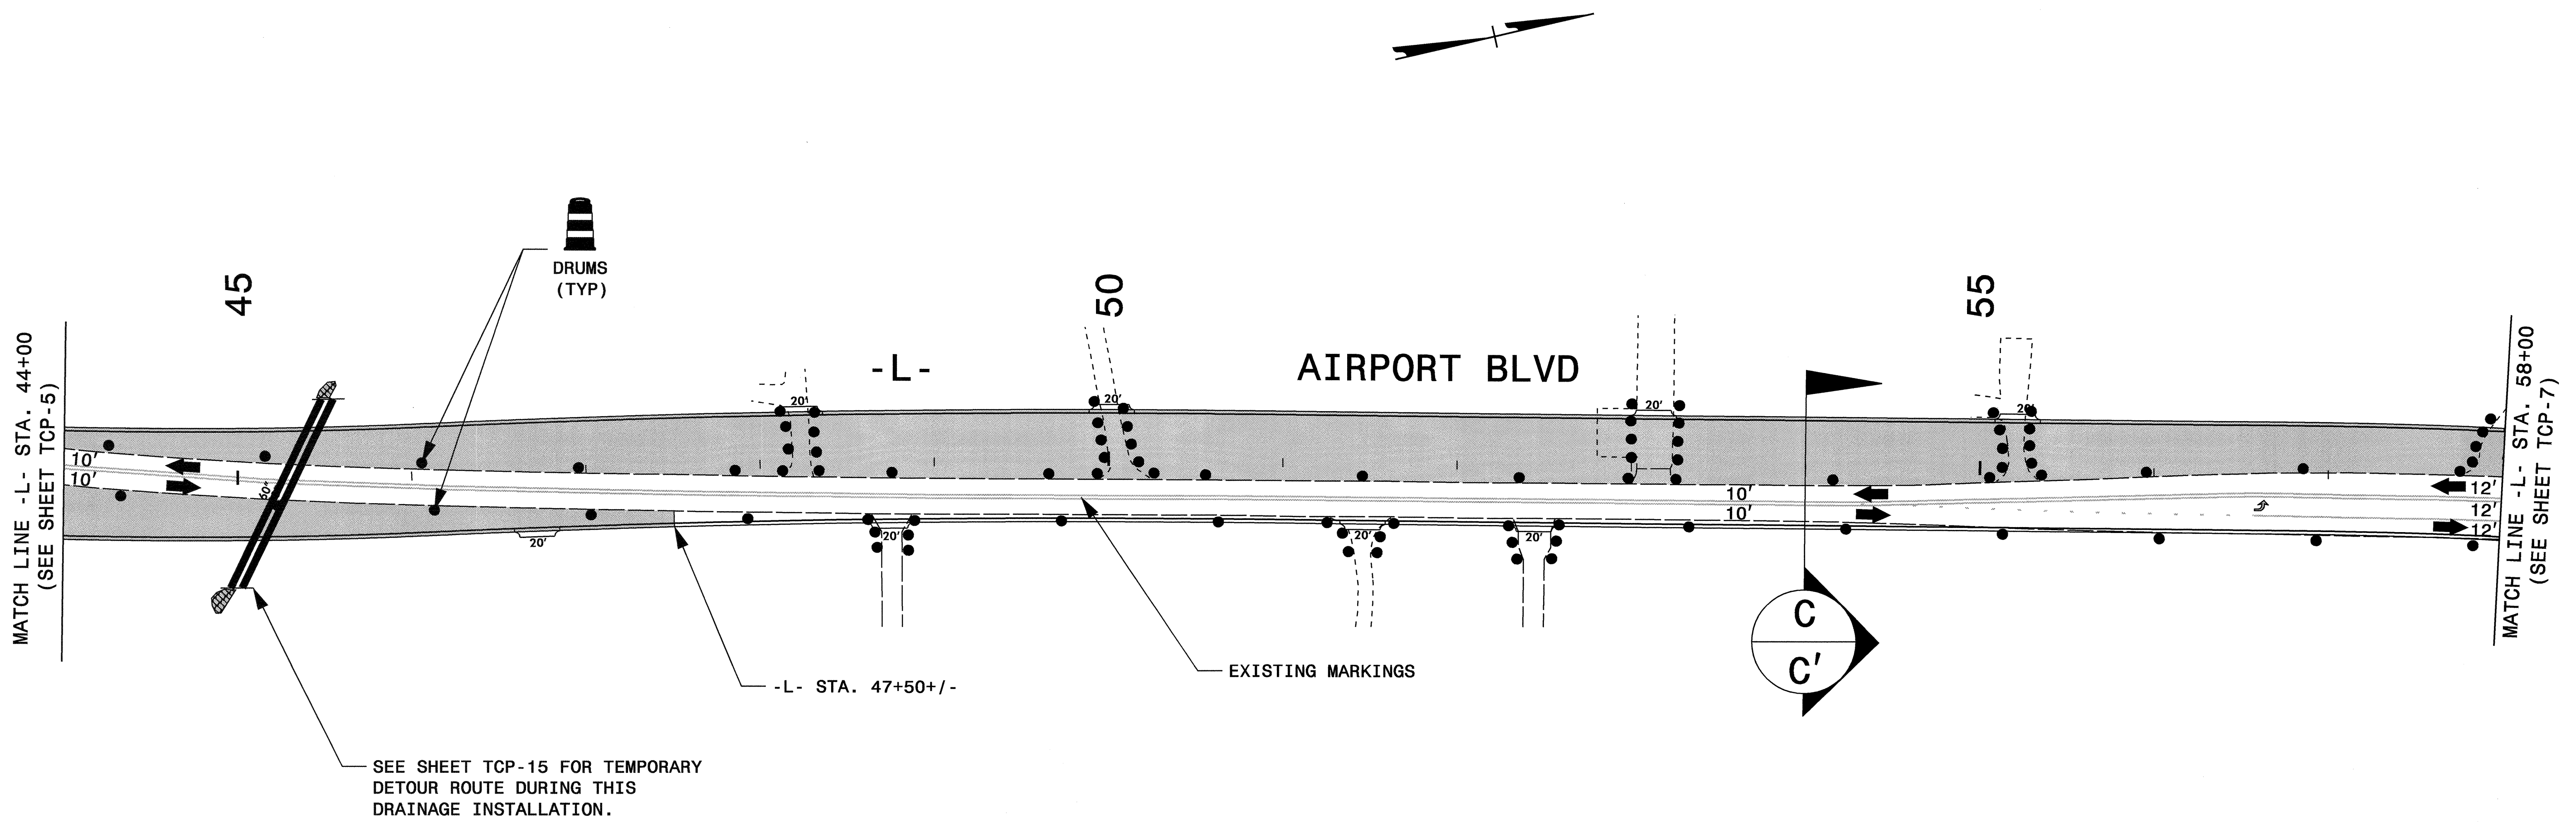 DRUMS
(TYP)
45
50
55
-L-
AIRPORT BLVD
MATCH LINE -L- STA. 44+00
(SEE SHEET TCP-5)
10'
10'
60"
20'
20'
20'
20'
20'
20'
20'
20'
10'
10'
12'
12'
12'
MATCH LINE -L- STA. 58+00
(SEE SHEET TCP-7)
C
C'
EXISTING MARKINGS
-L- STA. 47+50+/-
SEE SHEET TCP-15 FOR TEMPORARY
DETOUR ROUTE DURING THIS
DRAINAGE INSTALLATION.